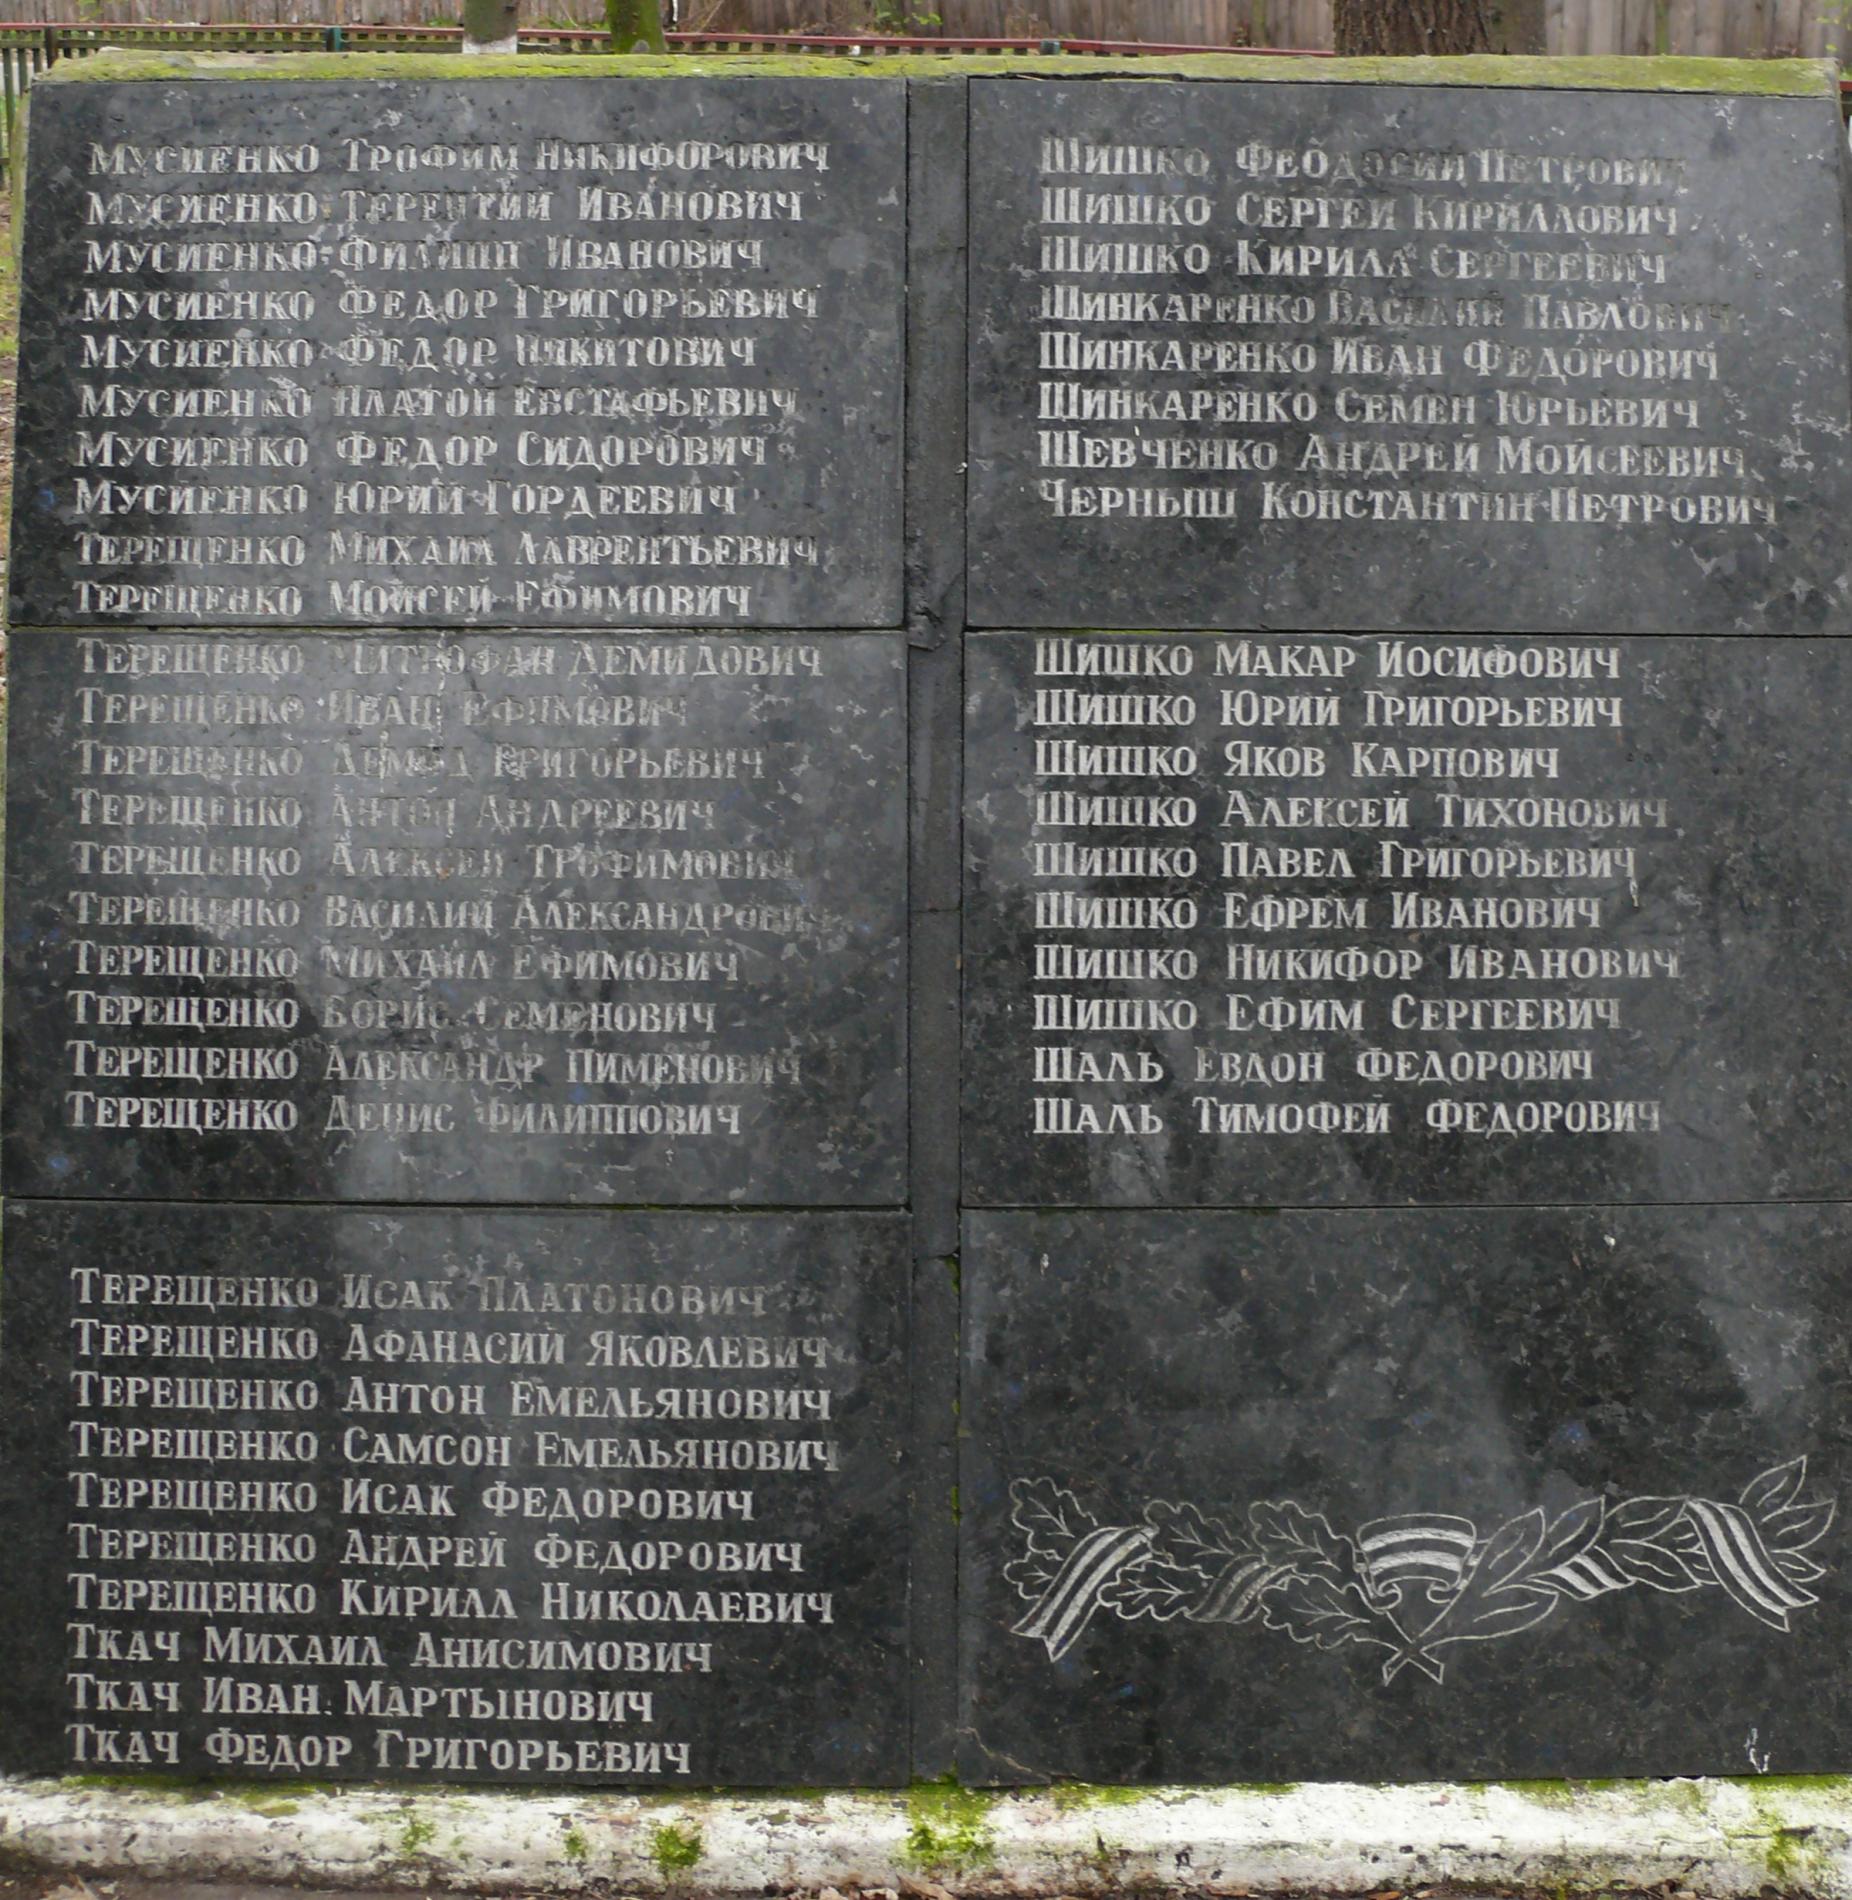 Мусиенко Трофим Никифорович
Мусиенко Терентий Иванович
Мусиенко Филипп Иванович
Мусиенко Федор Григорьевич
Мусиенко Федор Никитович
Мусиенко Платон Евстафьевич
Мусиенко Федор Сидорович
Мусиенко Юрий Гордеевич
Терещенко Михаил Лаврентьевич
Терещенко Мойсей Ефимович
Терещенко Митрофан Демидович
Терещенко Иван Ефимович
Терещенко Демед Григорьевич
Терещенко Антон Андреевич
Терещенко Алексей Трофимович
Терещенко Василий Александрович
Терещенко Михаил Ефимович
Терещенко Борис Семенович
Терещенко Александр Пименович
Терещенко Денис Филиппович
Терещенко Исак Платонович
Терещенко Афанасий Яковлевич
Терещенко Антон Емельянович
Терещенко Самсон Емельянович
Терещенко Исак Федорович
Терещенко Андрей Федорович
Терещенко Кирилл Николаевич
Ткач Михаил Анисимович
Ткач Иван Мартынович
Ткач Федор Григорьевич
Шишко Феодосий Петрович
Шишко Сергей Кириллович
Шишко Кирилл Сергеевич
Шинкаренко Василий Павлович
Шинкаренко Иван Федорович
Шинкаренко Семен Юрьевич
Шевченко Андрей Мойсеевич
Черныш Константин Петрович
Шишко Макар Иосифович
Шишко Юрий Григорьевич
Шишко Яков Карпович
Шишко Алексей Тихонович
Шишко Павел Григорьевич
Шишко Ефрем Иванович
Шишко Никифор Иванович
Шишко Ефим Сергеевич
Шаль Евдон Федорович
Шаль Тимофей Федорович